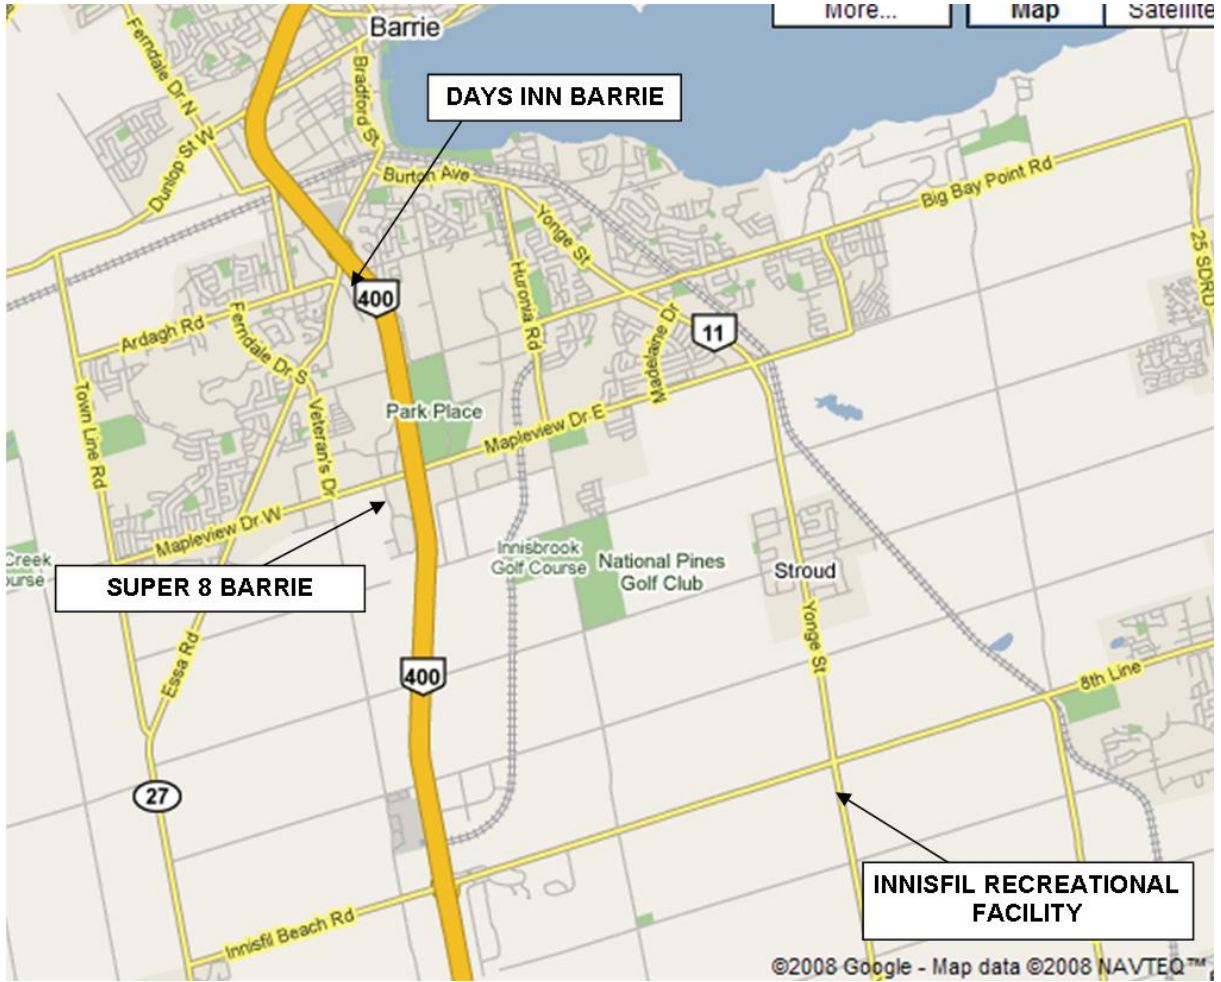 More...
Map
Satellite
Barrie
DAYS INN BARRIE
Ferndale Dr N
Bradford St
Dunlop St W
Burton Ave
Big Bay Point Rd
Yonge St
25 SDRD
Huronia Rd
400
Ardagh Rd
Ferndale Dr S
11
Madelaine Dr
Town Line Rd
Veteran's Dr
Park Place
Mapleview Dr E
Mapleview Dr W
Creek
ourse
Innisbrook
Golf Course
National Pines
Golf Club
Stroud
SUPER 8 BARRIE
Yonge St
Essa Rd
400
8th Line
27
INNISFIL RECREATIONAL
FACILITY
Innisfil Beach Rd
©2008 Google - Map data ©2008 NAVTEQ™